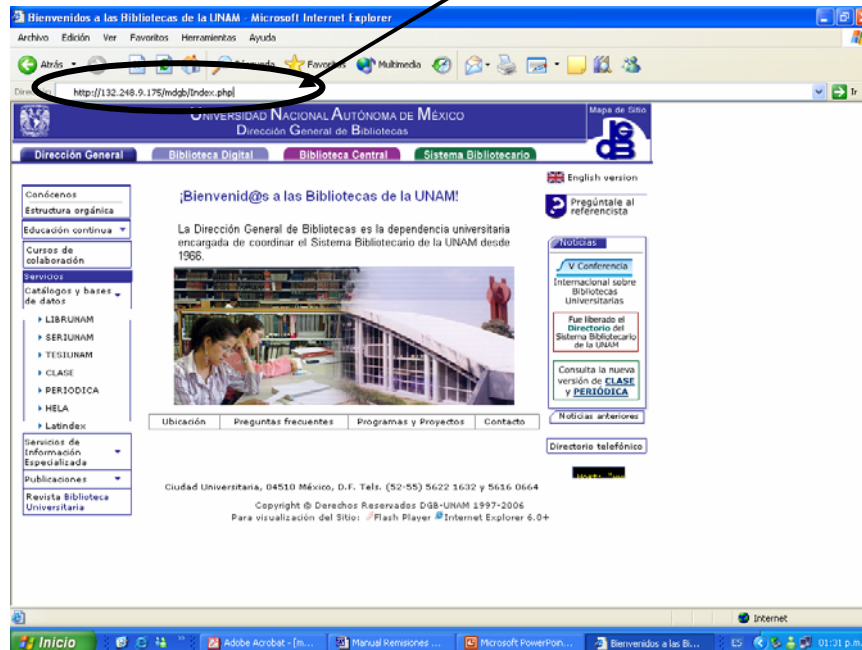 Bienvenidos a las Bibliotecas de la UNAM - Microsoft Internet Explorer
Archivo Edición Ver Favoritos Herramientas Ayuda
Atrás Favoritos Multimedia
http://132.248.9.175/mdgb/Index.php
Ir
UNIVERSIDAD NACIONAL AUTÓNOMA DE MÉXICO
Dirección General de Bibliotecas
Mapa de Sitio
Dirección General Biblioteca Digital Biblioteca Central Sistema Bibliotecario
English version
Pregúntale al
referencista
Conócenos
Estructura orgánica
Educación continua
Cursos de
colaboración
Servicios
Catálogos y bases
de datos
LIBRUNAM
SERIUNAM
TESIUNAM
CLASE
PERIODICA
HELA
Latindex
Servicios de
Información
Especializada
Publicaciones
Revista Biblioteca
Universitaria
¡Bienvenid@s a las Bibliotecas de la UNAM!
La Dirección General de Bibliotecas es la dependencia universitaria
encargada de coordinar el Sistema Bibliotecario de la UNAM desde
1966.
Ubicación Preguntas frecuentes Programas y Proyectos Contacto
Noticias
V Conferencia
Internacional sobre
Bibliotecas
Universitarias
Fue liberado el
Directorio del
Sistema Bibliotecario
de la UNAM
Consulta la nueva
versión de CLASE
y PERIÓDICA
Noticias anteriores
Directorio telefónico
Ciudad Universitaria, 04510 México, D.F. Tels. (52-55) 5622 1632 y 5616 0664
Copyright © Derechos Reservados DGB-UNAM 1997-2006
Para visualización del Sitio: Flash Player Internet Explorer 6.0+
Internet
Inicio Adobe Acrobat - [m... Manual Remisiones ... Microsoft PowerPoin... Bienvenidos a las Bi... ES 01:31 p.m.